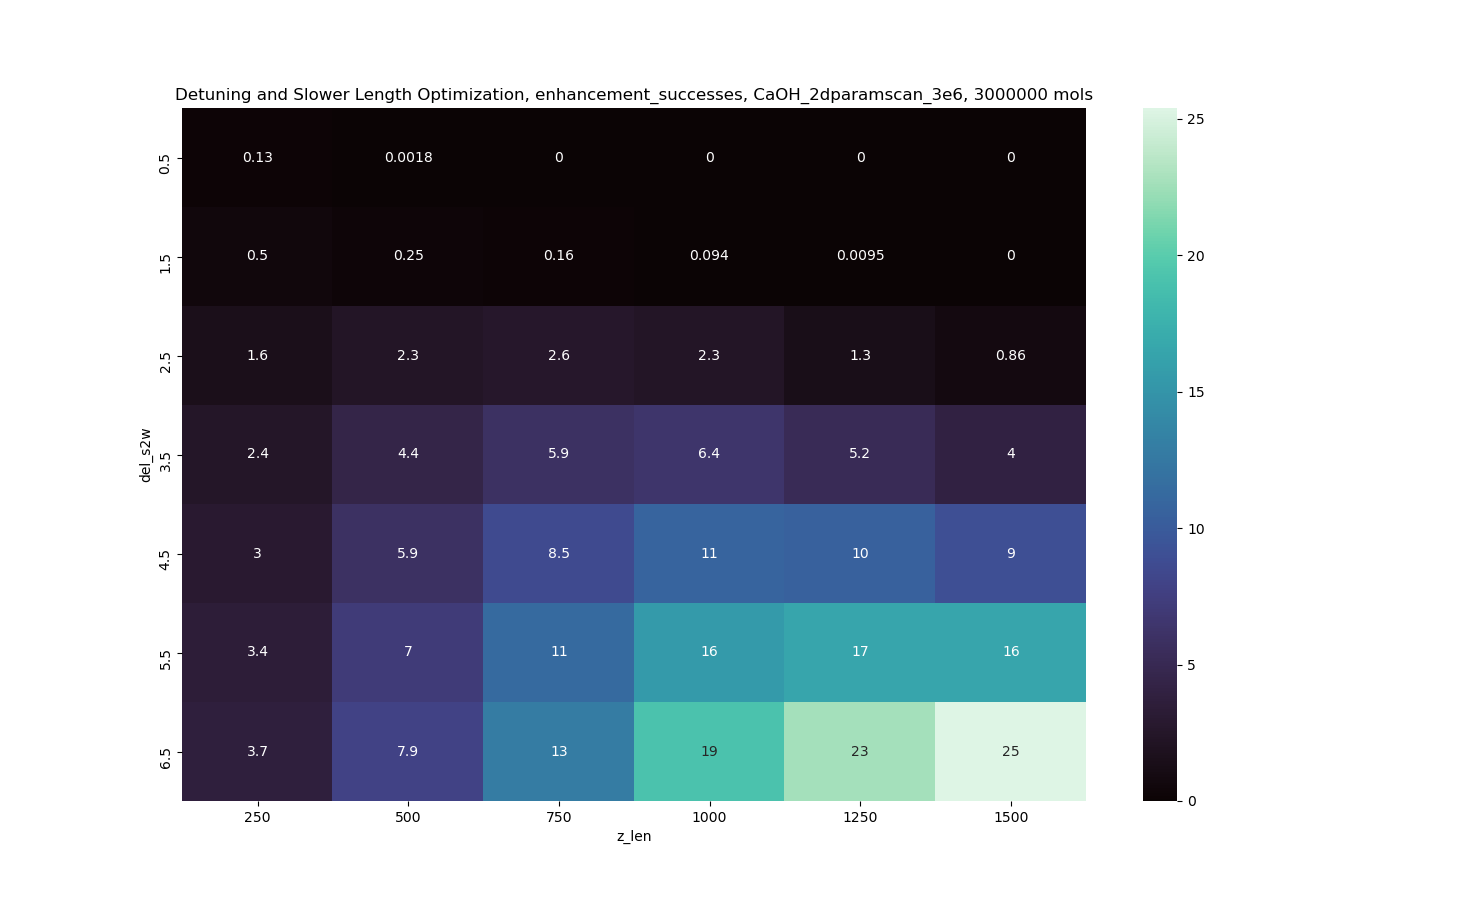 Detuning and Slower Length Optimization, enhancement_successes, CaOH_2dparamscan_3e6, 3000000 mols
0.5 0.13 0.0018 0 0 0 0
1.5 0.5 0.25 0.16 0.094 0.0095 0
2.5 1.6 2.3 2.6 2.3 1.3 0.86
3.5 2.4 4.4 5.9 6.4 5.2 4
4.5 3 5.9 8.5 11 10 9
5.5 3.4 7 11 16 17 16
6.5 3.7 7.9 13 19 23 25
del_s2w
250 500 750 1000 1250 1500
z_len
25
20
15
10
5
0